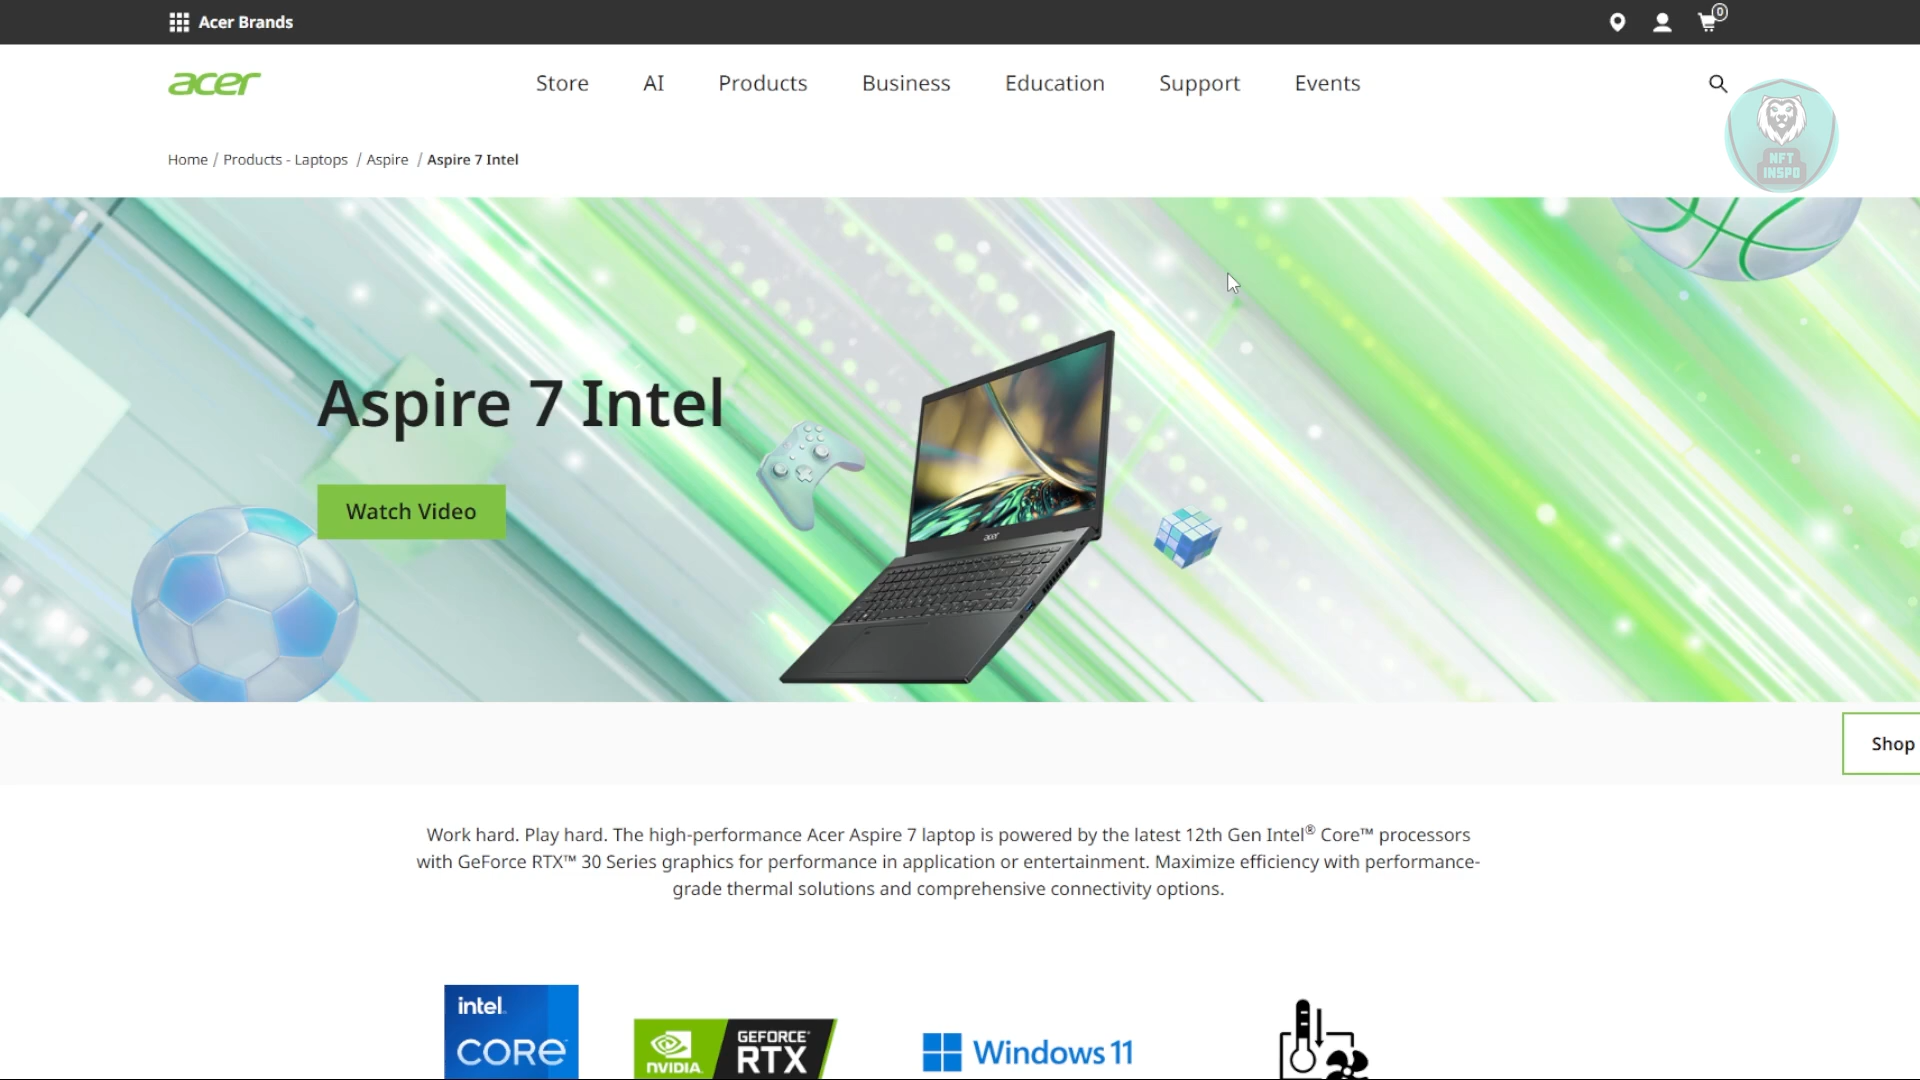 Acer Brands
0
acer
Store AI Products Business Education Support Events
NFT
INSPO
Home / Products - Laptops / Aspire / Aspire 7 Intel
Aspire 7 Intel
Watch Video
acer
Shop
Work hard. Play hard. The high-performance Acer Aspire 7 laptop is powered by the latest 12th Gen Intel® Core™ processors
with GeForce RTX™ 30 Series graphics for performance in application or entertainment. Maximize efficiency with performance-
grade thermal solutions and comprehensive connectivity options.
intel.
CORE
NVIDIA.
GEFORCE
RTX
Windows 11